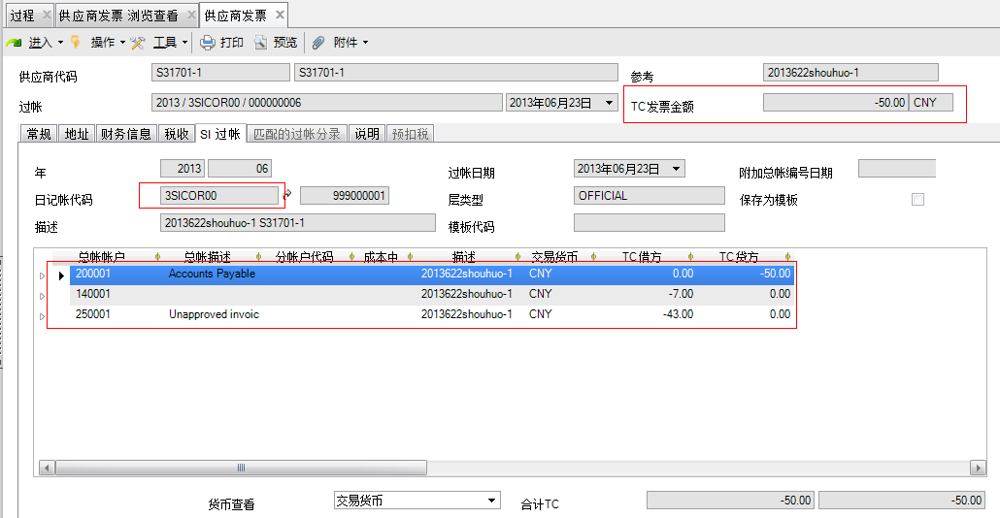 过程 供应商发票 浏览查看 供应商发票
进入 操作 工具 打印 预览 附件
供应商代码 S31701-1 S31701-1 参考 2013622shouhuo-1
过帐 2013 / 3SICOR00 / 000000006 2013年06月23日 TC发票金额 -50.00 CNY
常规 地址 财务信息 税收 SI 过帐 匹配的过帐分录 说明 预扣税
年 2013 06 过帐日期 2013年06月23日 附加总帐编号日期
日记帐代码 3SICOR00 999000001 层类型 OFFICIAL 保存为模板
描述 2013622shouhuo-1 S31701-1 模板代码
总帐帐户 总帐描述 分帐户代码 成本中 描述 交易货币 TC借方 TC贷方
200001 Accounts Payable 2013622shouhuo-1 CNY 0.00 -50.00
140001 2013622shouhuo-1 CNY -7.00 0.00
250001 Unapproved invoic 2013622shouhuo-1 CNY -43.00 0.00
货币查看 交易货币 合计TC -50.00 -50.00